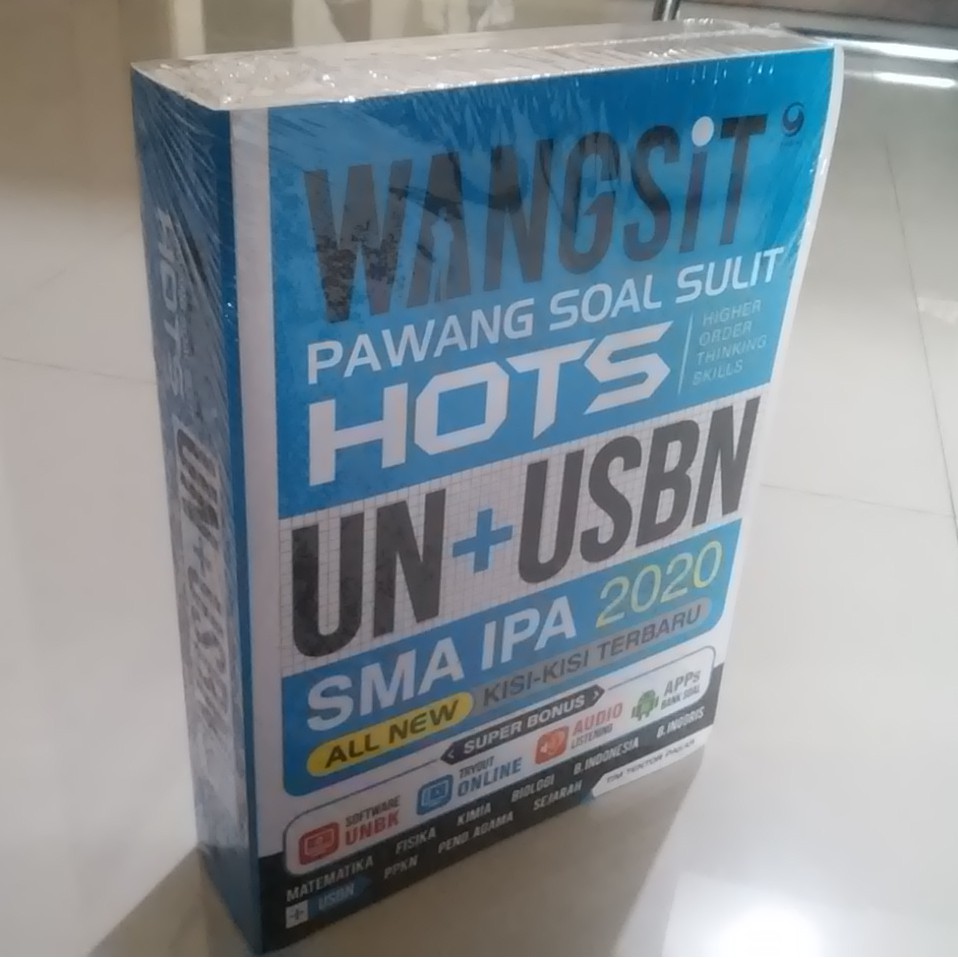 WANGSiT
PAWANG SOAL SULIT
HOTS
HIGHER
ORDER
THINKING
SKILLS
UN+USBN
SMA IPA 2020
ALL NEW KISI-KISI TERBARU
SUPER BONUS
SOFTWARE
UNBK
TRYOUT
ONLINE
AUDIO
LISTENING
APPs
BANK SOAL
MATEMATIKA FISIKA KIMIA BIOLOGI B.INDONESIA B.INGGRIS
+ USBN PPKN PEND.AGAMA SEJARAH
TIM TENTOR
HOTS
UN+USBN